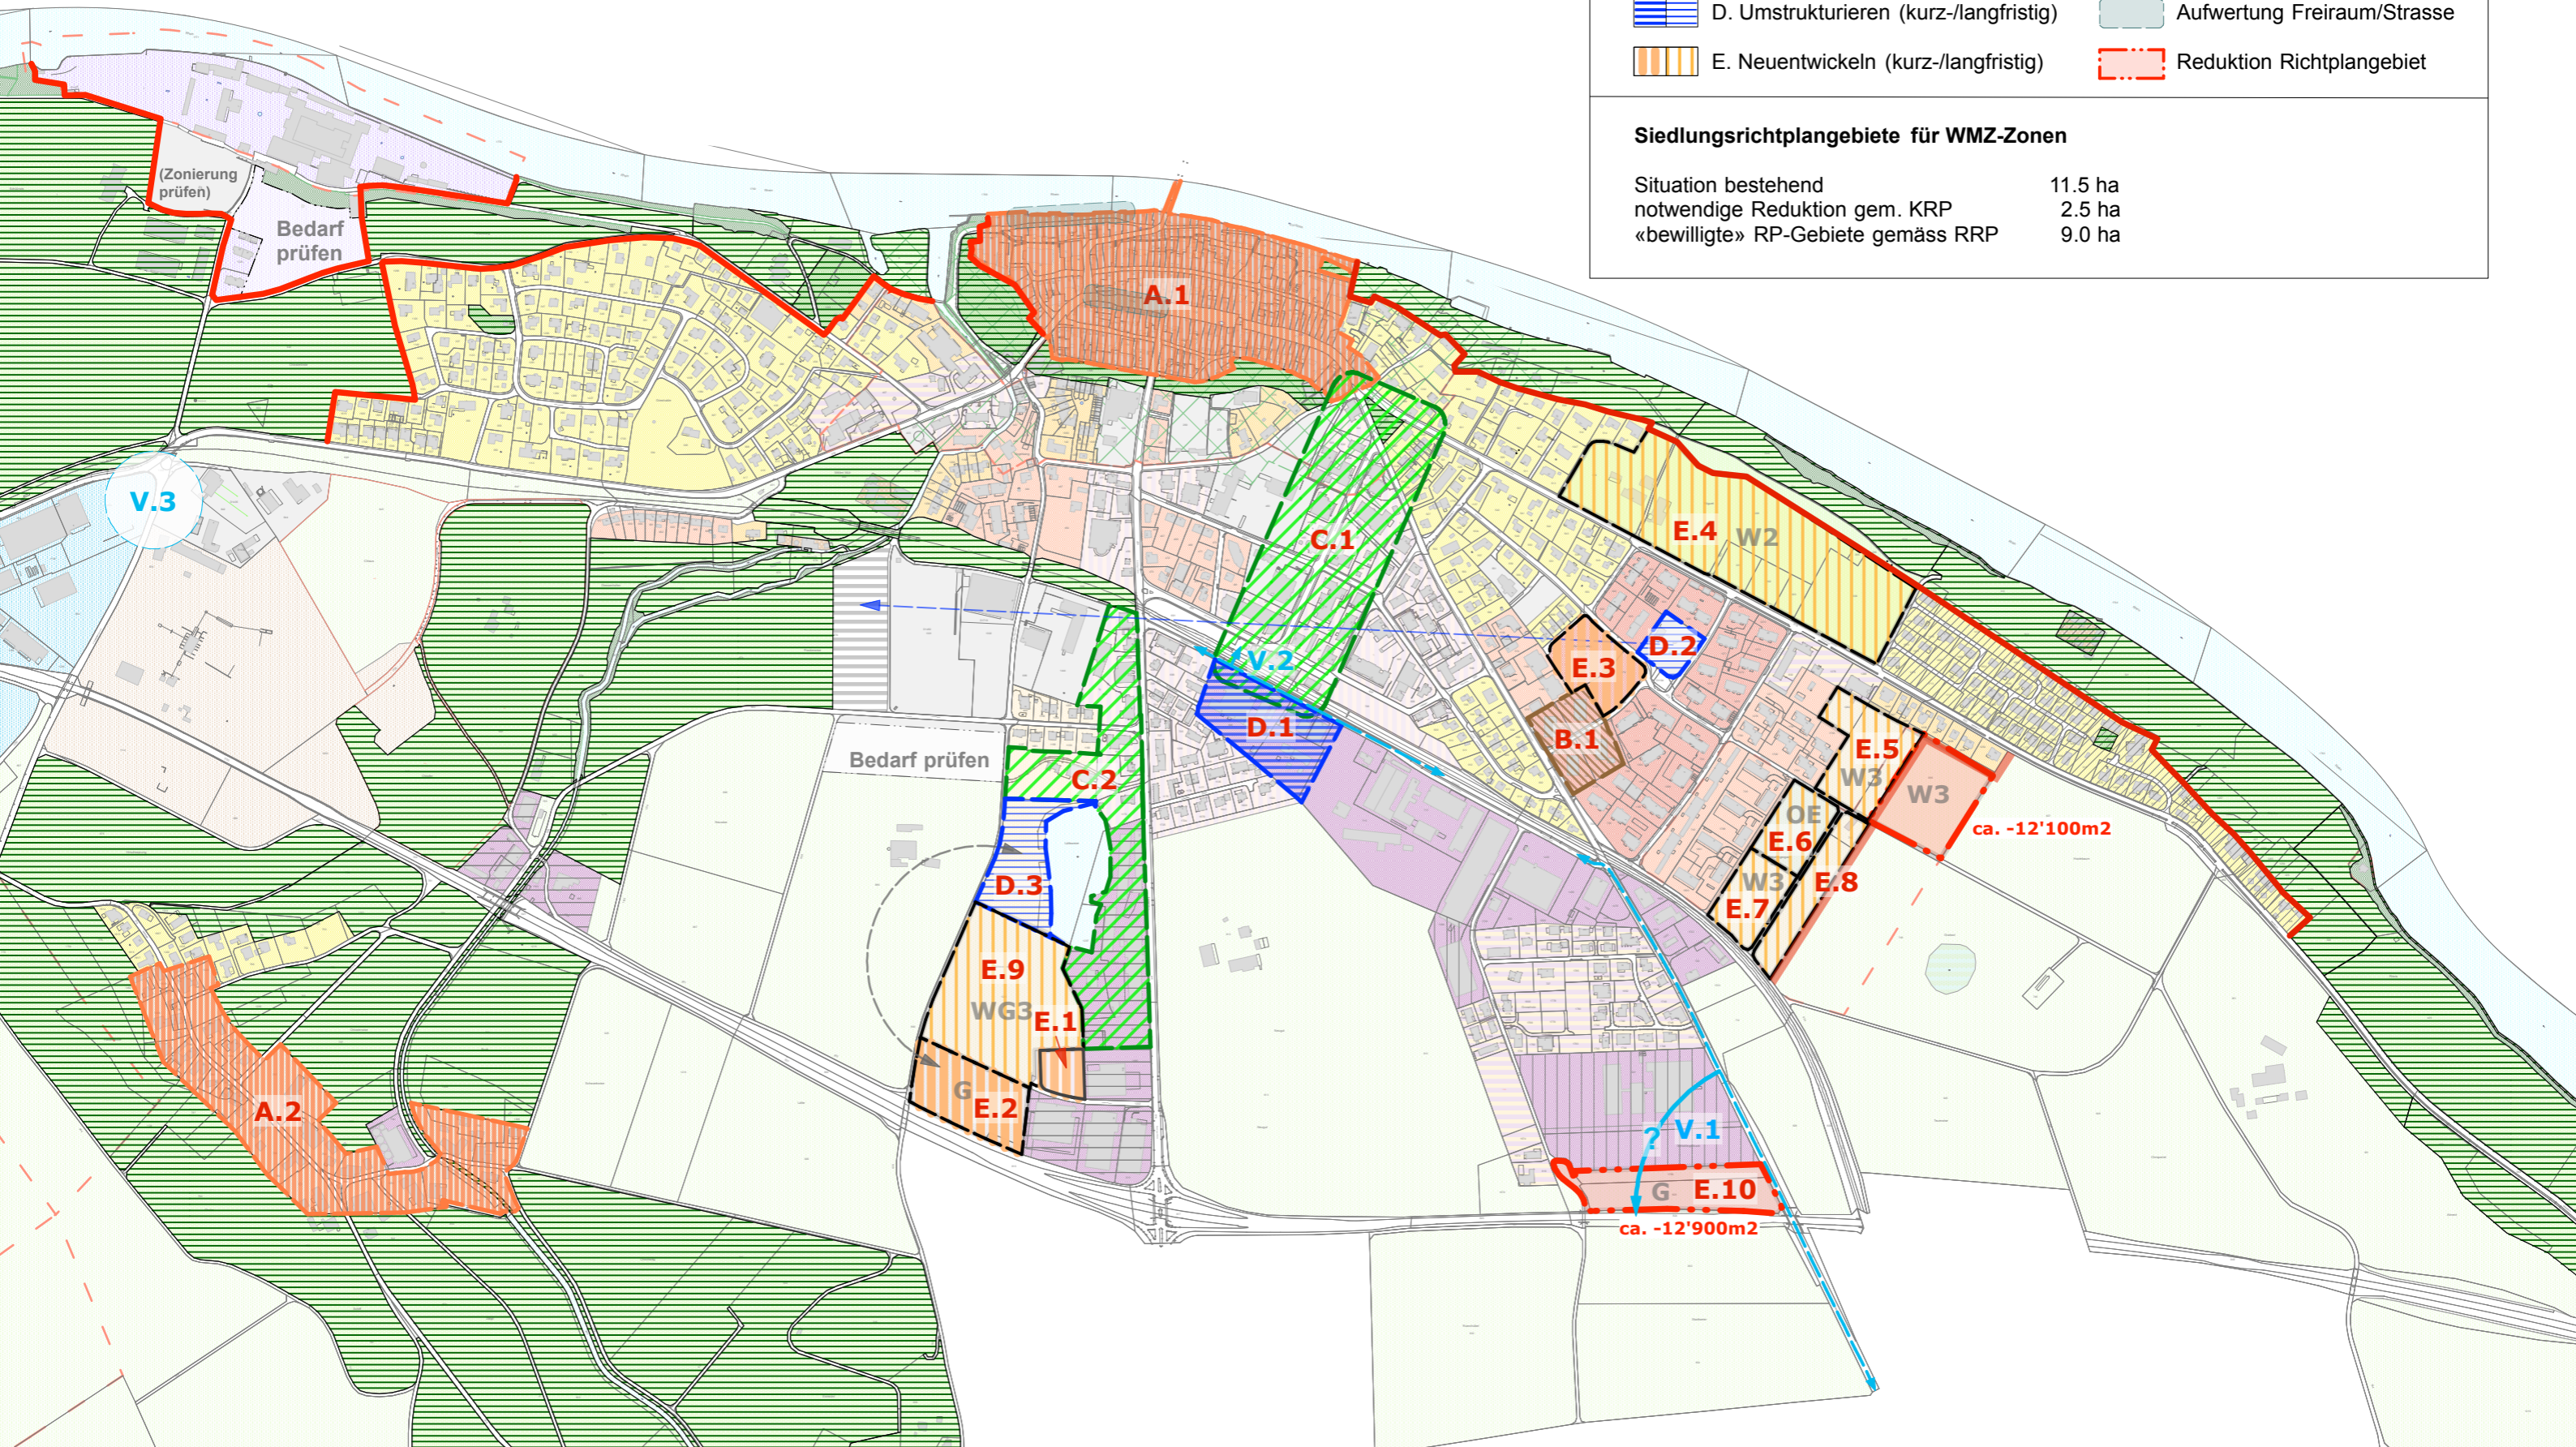 D. Umstrukturieren (kurz-/langfristig)
Aufwertung Freiraum/Strasse
E. Neuentwickeln (kurz-/langfristig)
Reduktion Richtplangebiet
Siedlungsrichtplangebiete für WMZ-Zonen
Situation bestehend 11.5 ha
notwendige Reduktion gem. KRP 2.5 ha
«bewilligte» RP-Gebiete gemäss RRP 9.0 ha
(Zonierung
prüfen)
Bedarf
prüfen
A.1
V.3
C.1
E.4
W2
V.2
D.2
E.3
D.1
B.1
E.5
W3
W3
ca. -12'100m2
OE
E.6
W3
E.7
E.8
Bedarf prüfen
C.2
D.3
E.9
WG3
E.1
G
E.2
A.2
?
V.1
G
E.10
ca. -12'900m2